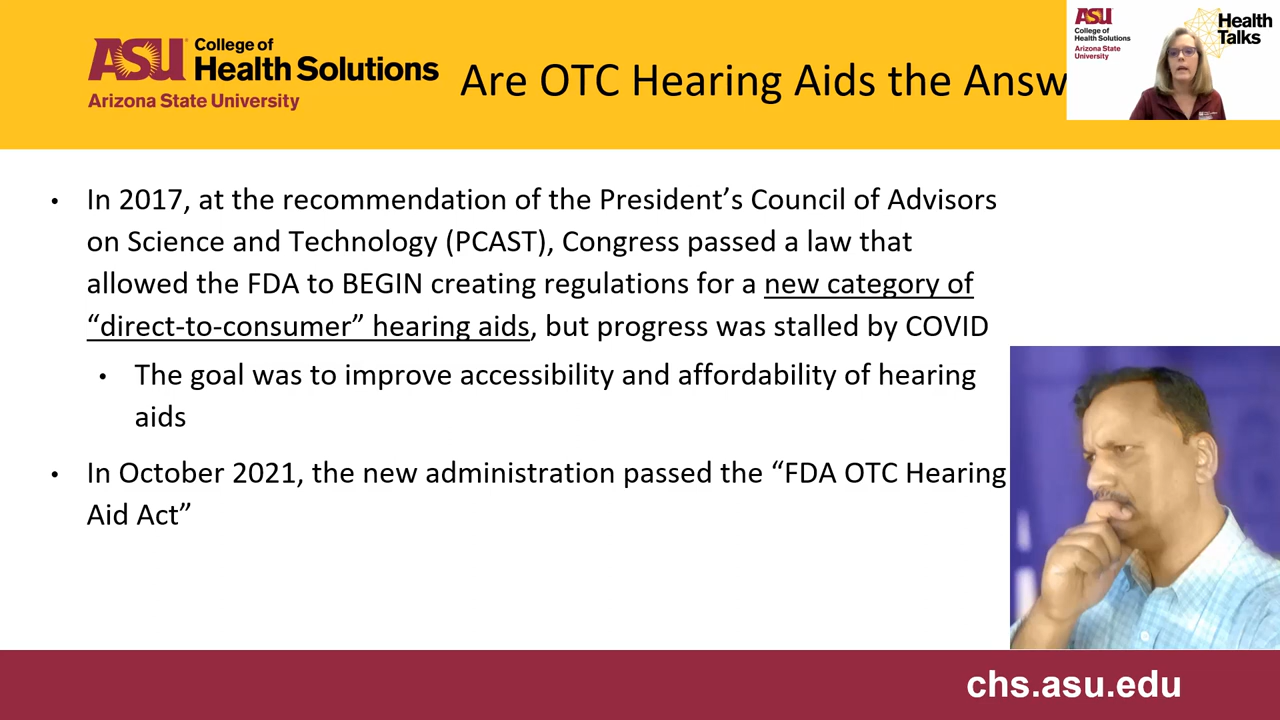 ASU College of
Health Solutions
Arizona State University
Are OTC Hearing Aids the Answ
ASU
College of
Health Solutions
Arizona State
University
Health
Talks
• In 2017, at the recommendation of the President’s Council of Advisors
on Science and Technology (PCAST), Congress passed a law that
allowed the FDA to BEGIN creating regulations for a new category of
“direct-to-consumer” hearing aids, but progress was stalled by COVID
• The goal was to improve accessibility and affordability of hearing
aids
• In October 2021, the new administration passed the “FDA OTC Hearing
Aid Act”
chs.asu.edu